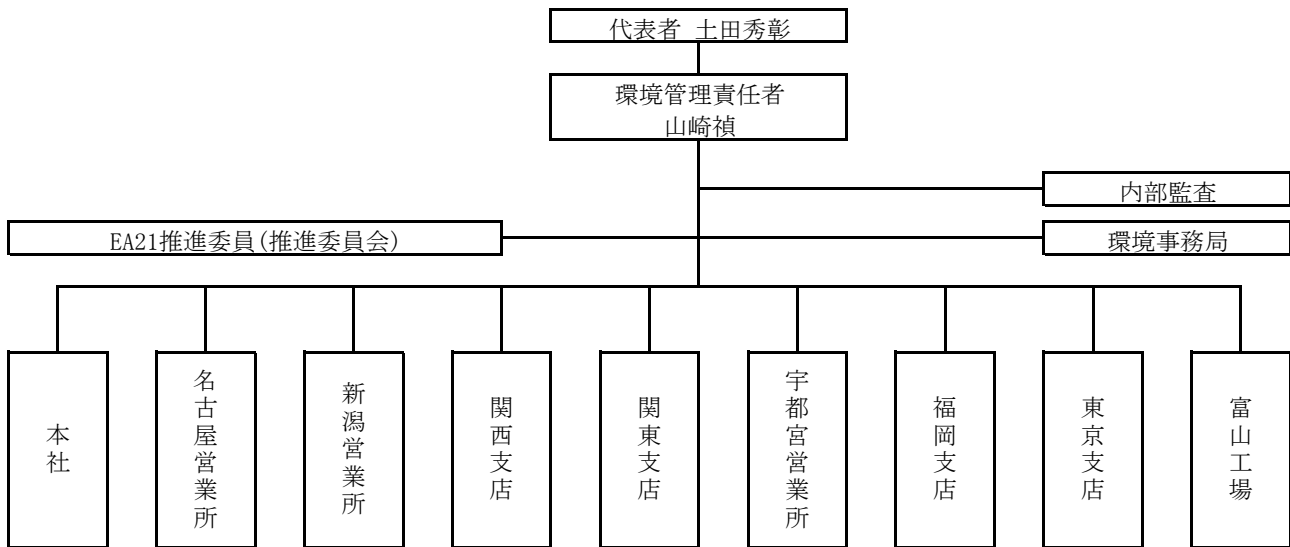 代表者 土田秀彰
環境管理責任者
山崎禎
内部監査
EA21推進委員(推進委員会)
環境事務局
本社
名古屋営業所
新潟営業所
関西支店
関東支店
宇都宮営業所
福岡支店
東京支店
富山工場